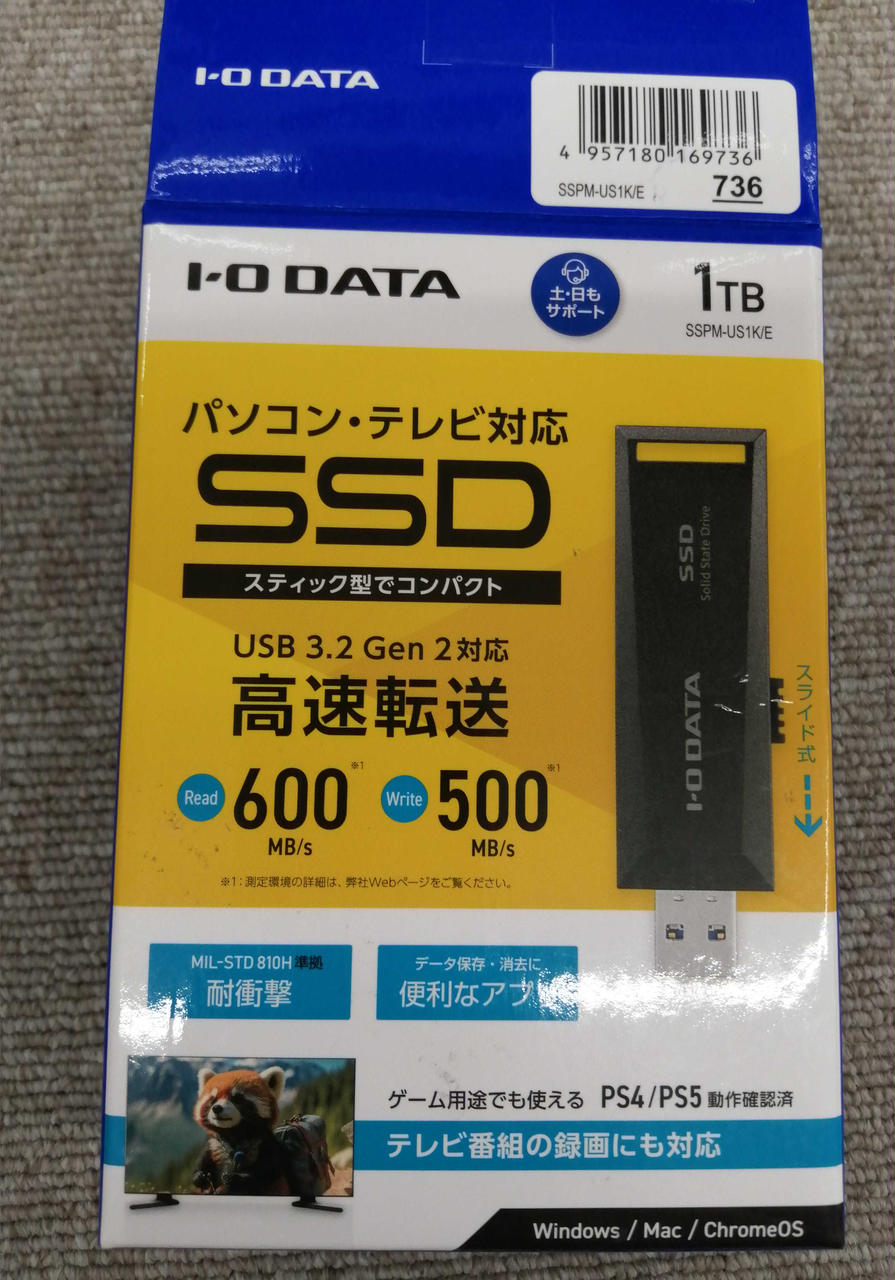 I-O DATA
4 957180 169736
SSPM-US1K/E 736
I-O DATA
土・日も
サポート
1TB
SSPM-US1K/E
パソコン・テレビ対応
SSD
スティック型でコンパクト
USB 3.2 Gen 2対応
高速転送
Read 600 MB/s ※1
Write 500 MB/s ※1
※1：測定環境の詳細は、弊社Webページをご覧ください。
SSD
Solid State Drive
I-O DATA
スライド式
MIL-STD 810H 準拠
耐衝撃
データ保存・消去に
便利なアプ
ゲーム用途でも使える PS4/PS5 動作確認済
テレビ番組の録画にも対応
Windows / Mac / ChromeOS